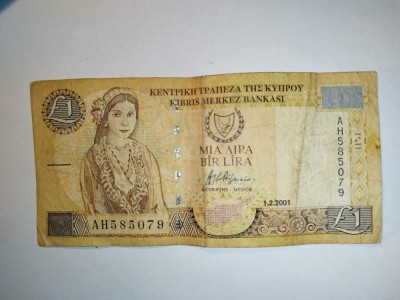 ΚΕΝΤΡΙΚΗ ΤΡΑΠΕΖΑ ΤΗΣ ΚΥΠΡΟΥ
KIBRIS MERKEZ BANKASI
£1
ΜΙΑ ΛΙΡΑ
BİR LİRA
AH585079
1.2.2001
AH585079
£1